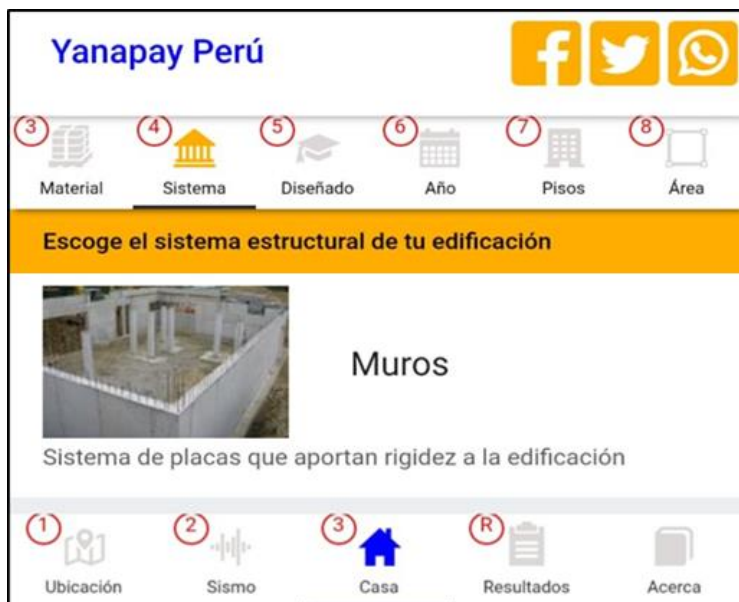 Yanapay Perú
3 4 5 6 7 8
Material Sistema Diseñado Año Pisos Área
Escoge el sistema estructural de tu edificación
Muros
Sistema de placas que aportan rigidez a la edificación
1 2 3 R
Ubicación Sismo Casa Resultados Acerca